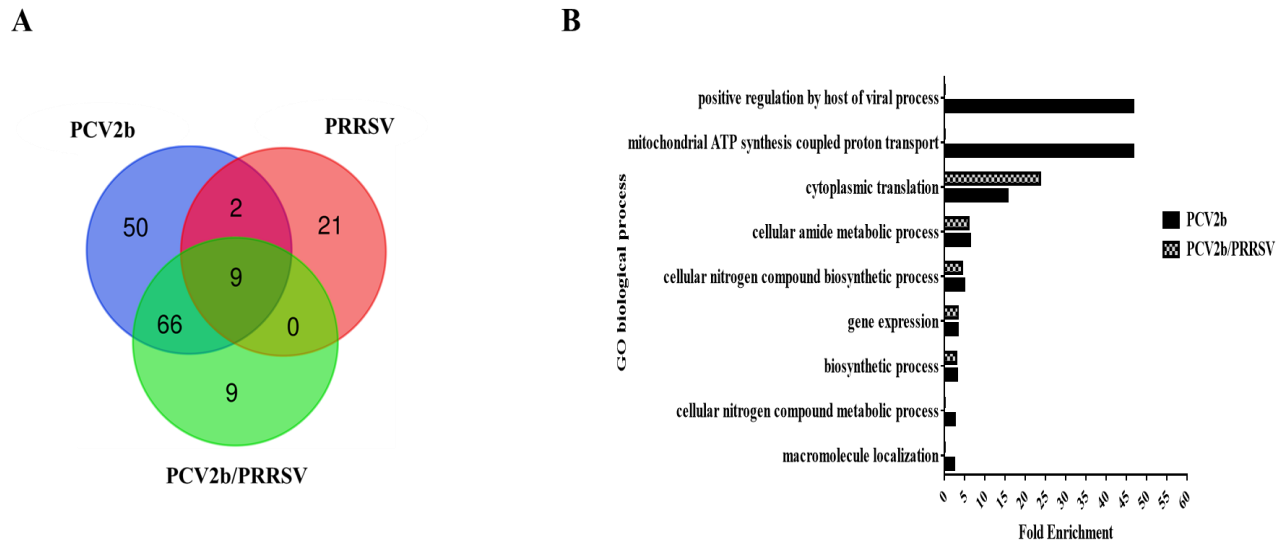 A
PCV2b
PRRSV
50
2
21
9
66
0
9
PCV2b/PRRSV
B
GO biological process
positive regulation by host of viral process
mitochondrial ATP synthesis coupled proton transport
cytoplasmic translation
cellular amide metabolic process
cellular nitrogen compound biosynthetic process
gene expression
biosynthetic process
cellular nitrogen compound metabolic process
macromolecule localization
0 5 10 15 20 25 30 35 40 45 50 55 60
Fold Enrichment
PCV2b
PCV2b/PRRSV